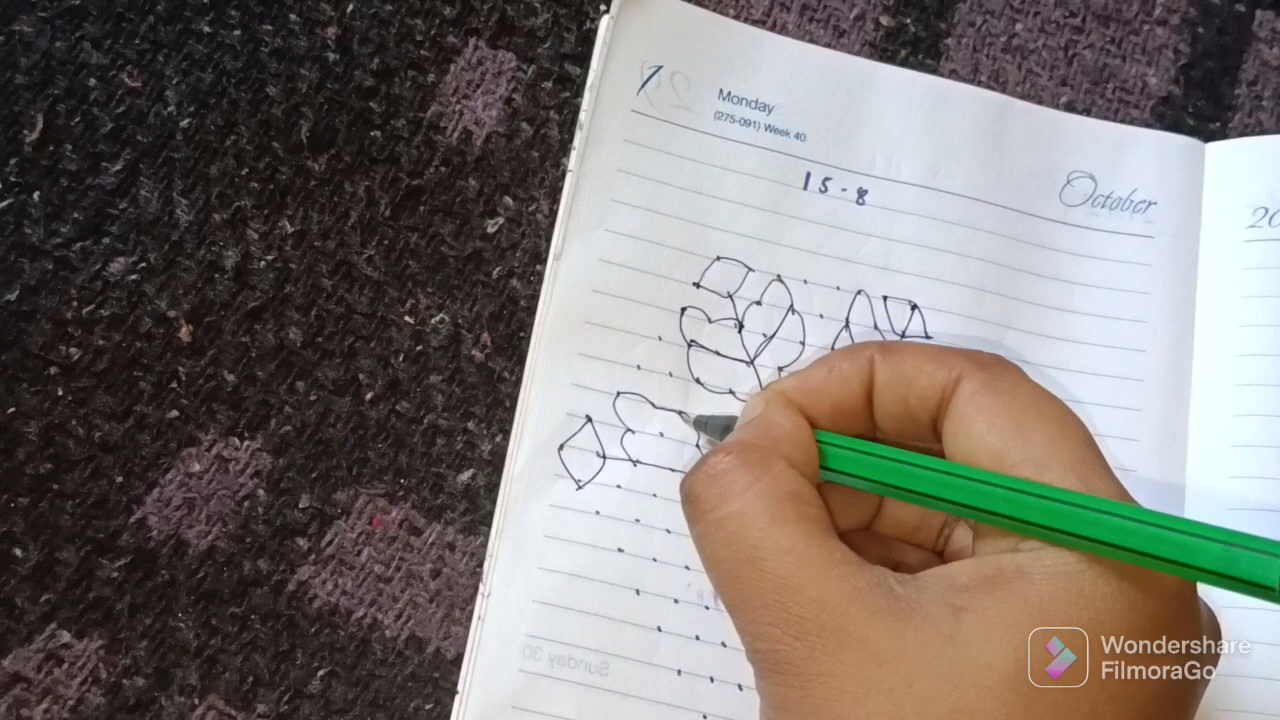 Monday
(275-091) Week 40
October
15-8
20
Sunday 30
Wondershare
FilmoraGo